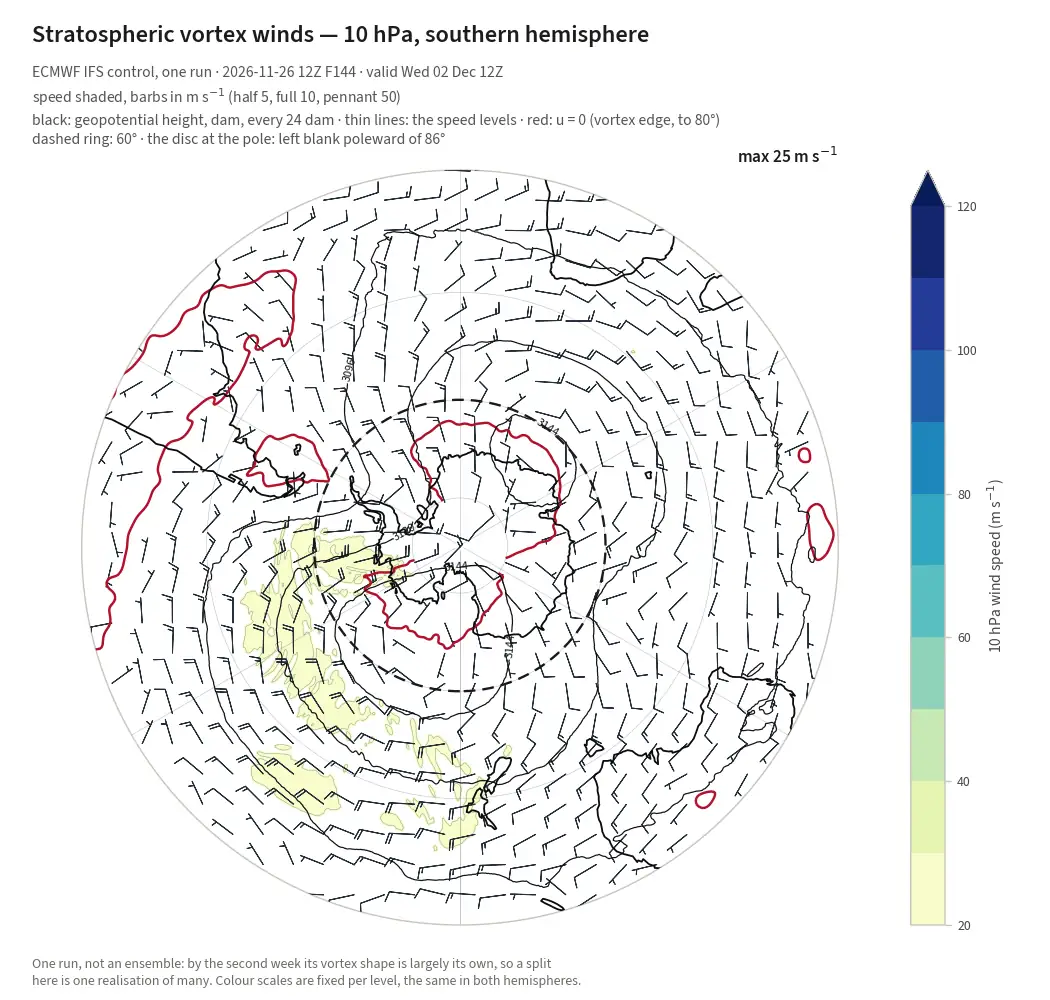 Stratospheric vortex winds — 10 hPa, southern hemisphere
ECMWF IFS control, one run · 2026-11-26 12Z F144 · valid Wed 02 Dec 12Z
speed shaded, barbs in m s⁻¹ (half 5, full 10, pennant 50)
black: geopotential height, dam, every 24 dam · thin lines: the speed levels · red: u = 0 (vortex edge, to 80°)
dashed ring: 60° · the disc at the pole: left blank poleward of 86°
max 25 m s⁻¹
120
100
80
60
40
20
10 hPa wind speed (m s⁻¹)
3096
3144
3144
One run, not an ensemble: by the second week its vortex shape is largely its own, so a split
here is one realisation of many. Colour scales are fixed per level, the same in both hemispheres.